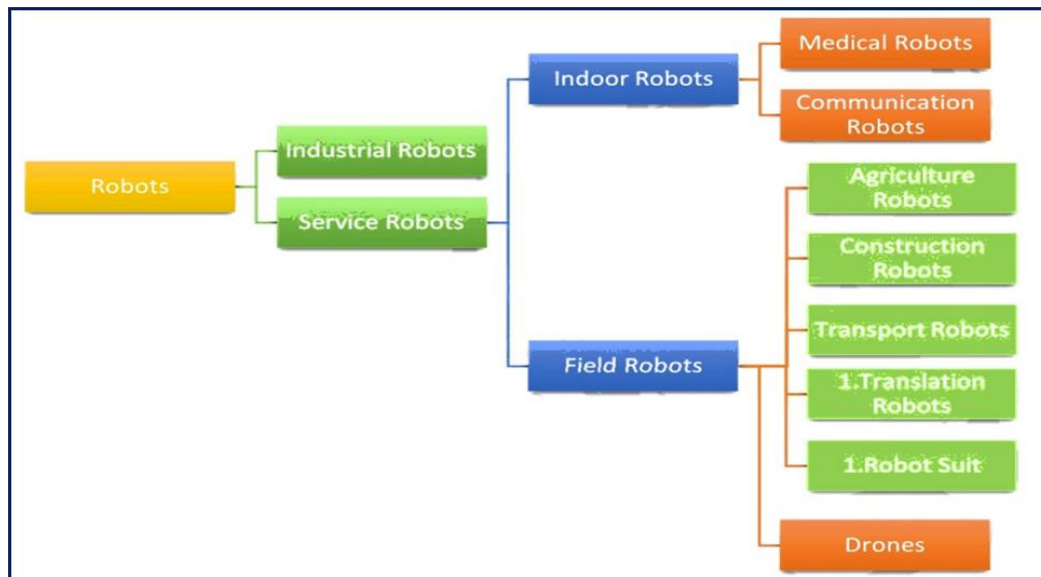 Robots
Industrial Robots
Service Robots
Indoor Robots
Field Robots
Medical Robots
Communication
Robots
Agriculture
Robots
Construction
Robots
Transport Robots
1.Translation
Robots
1.Robot Suit
Drones